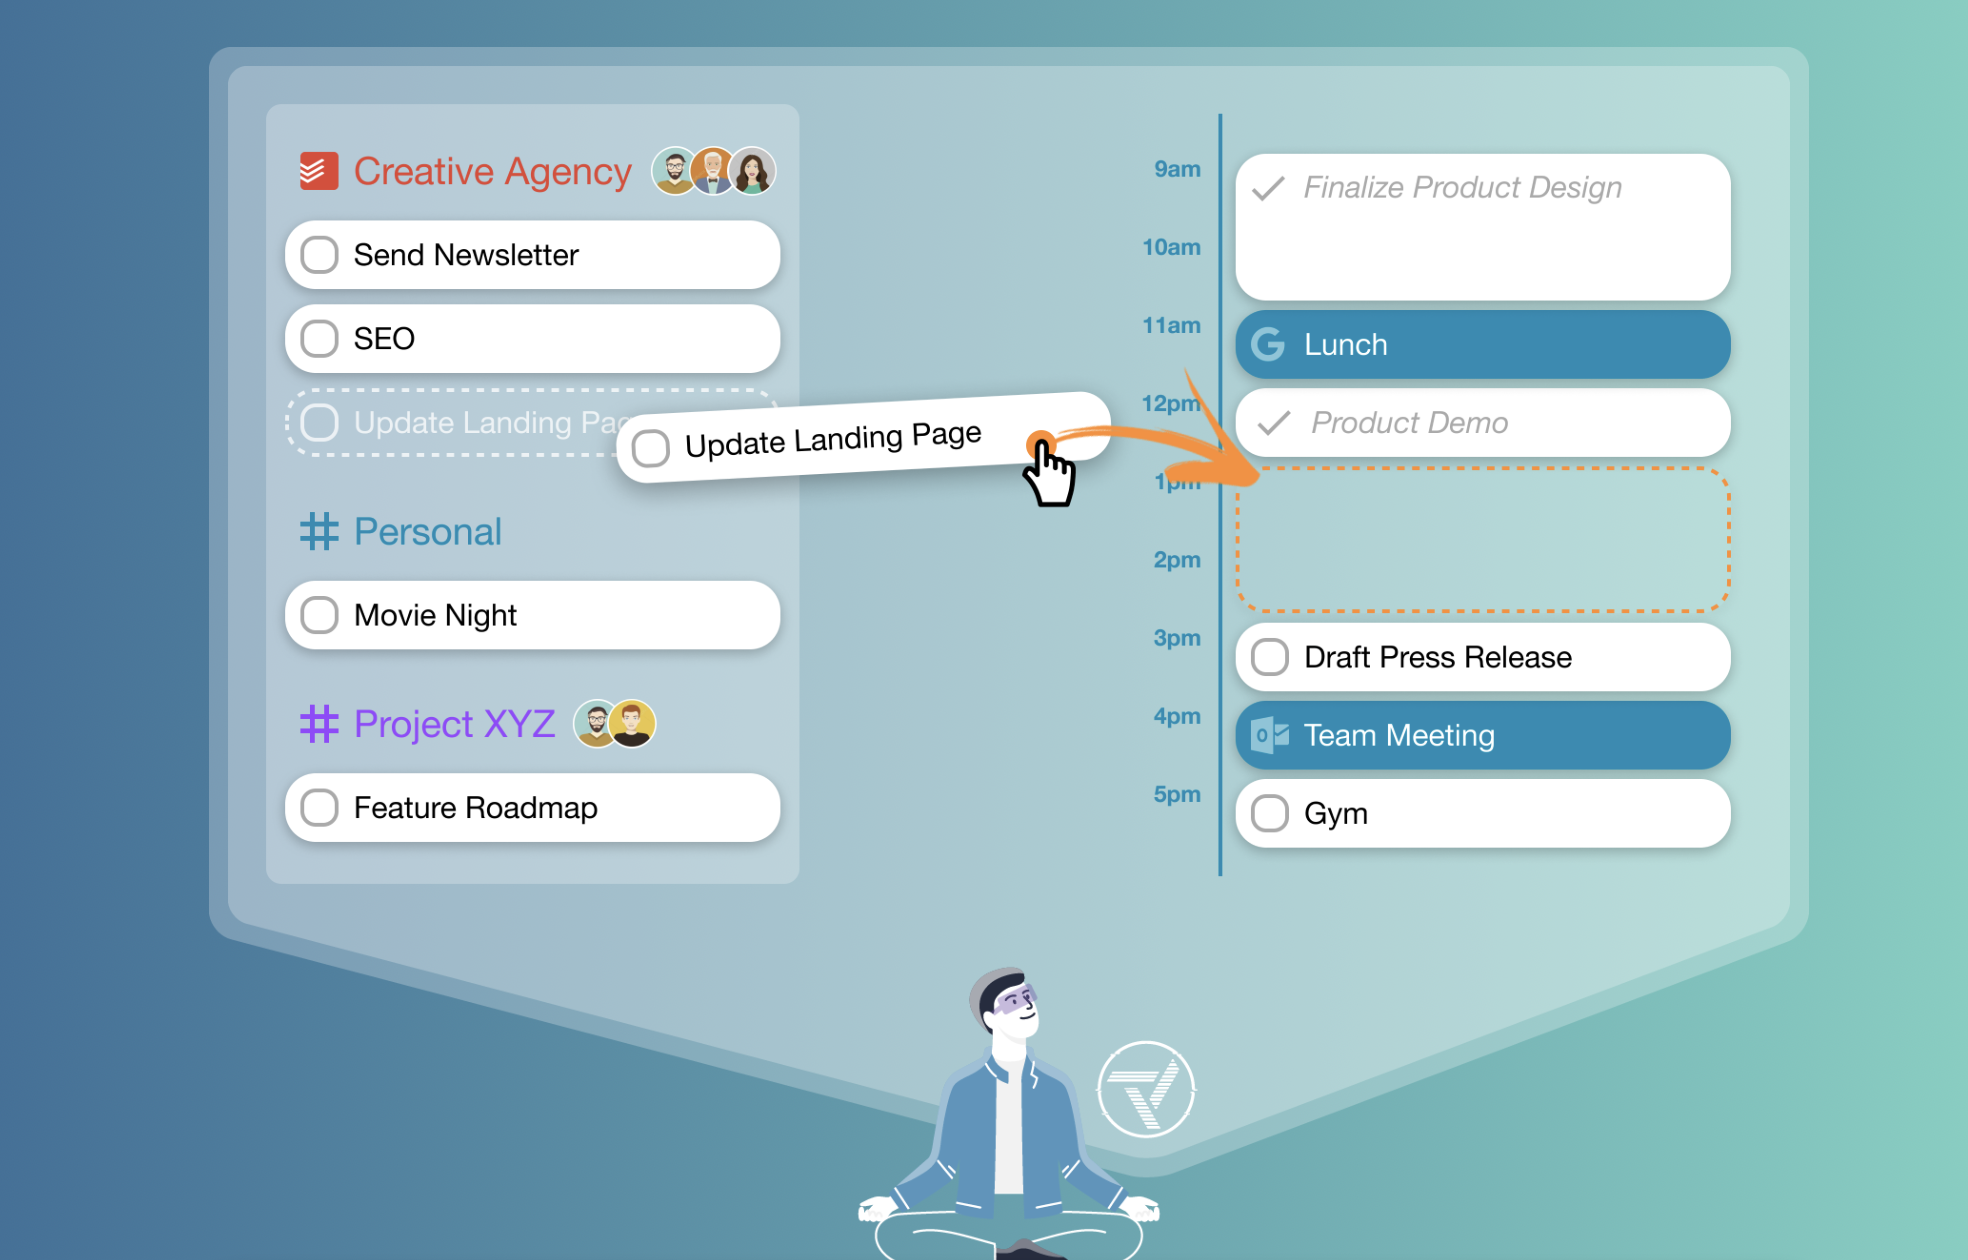 Creative Agency
Send Newsletter
SEO
Update Landing Pag
Update Landing Page
Personal
Movie Night
Project XYZ
Feature Roadmap
9am
Finalize Product Design
10am
11am
Lunch
12pm
Product Demo
1pm
2pm
3pm
Draft Press Release
4pm
Team Meeting
5pm
Gym